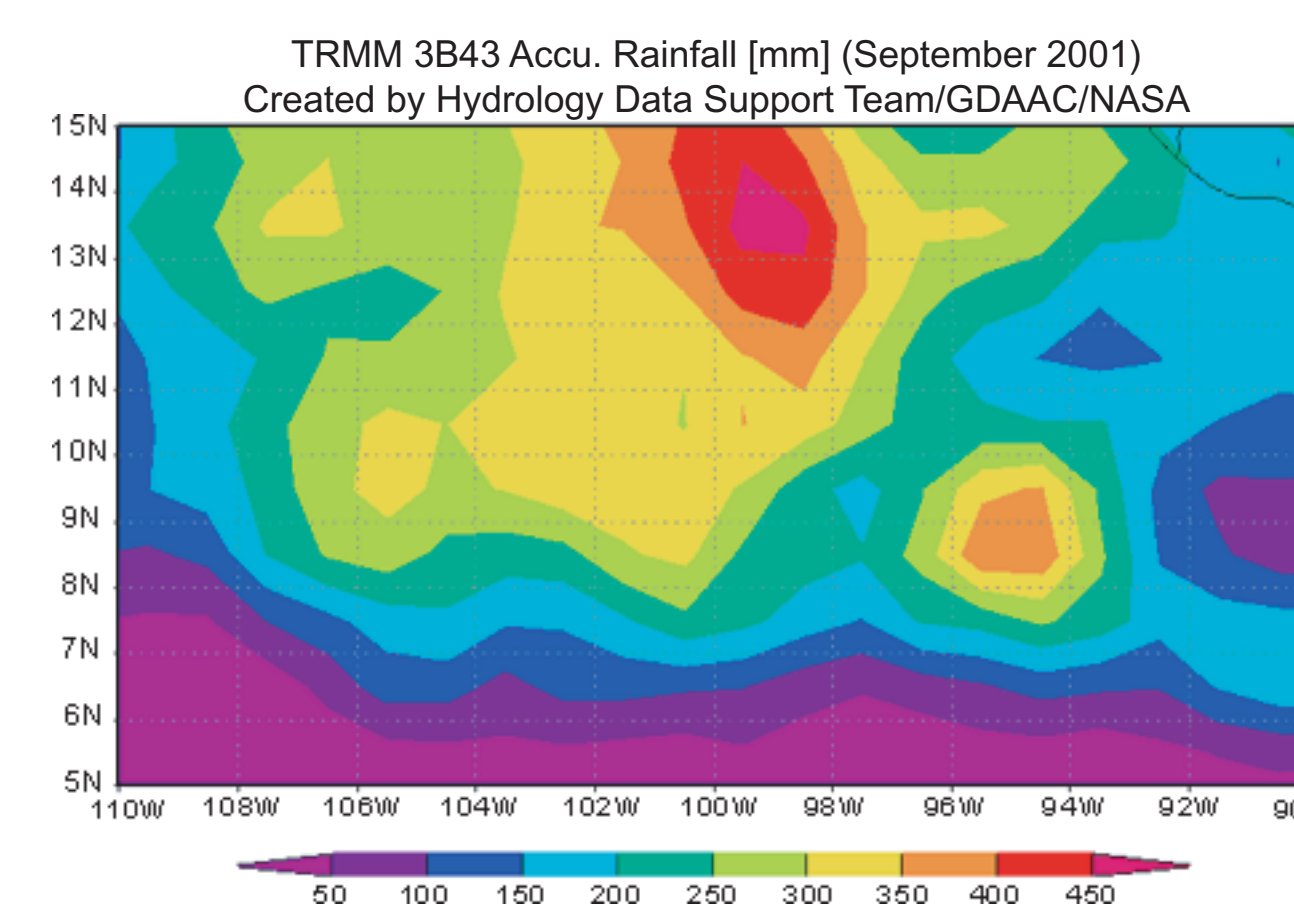 TRMM 3B43 Accu. Rainfall [mm] (September 2001)
Created by Hydrology Data Support Team/GDAAC/NASA
15N
14N
13N
12N
11N
10N
9N
8N
7N
6N
5N
110W 108W 106W 104W 102W 100W 98W 96W 94W 92W
50 100 150 200 250 300 350 400 450